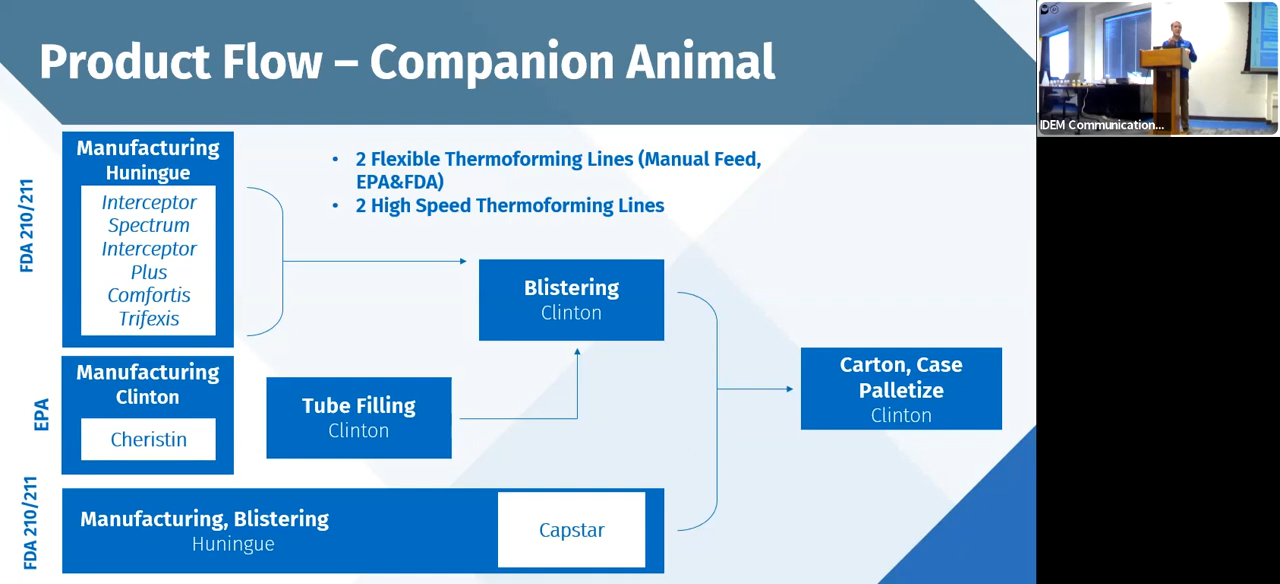 Product Flow – Companion Animal
IDEM Communication...
FDA 210/211
Manufacturing
Huningue
Interceptor
Spectrum
Interceptor
Plus
Comfortis
Trifexis
• 2 Flexible Thermoforming Lines (Manual Feed,
EPA&FDA)
• 2 High Speed Thermoforming Lines
Blistering
Clinton
EPA
Manufacturing
Clinton
Cheristin
Tube Filling
Clinton
Carton, Case
Palletize
Clinton
FDA 210/211
Manufacturing, Blistering
Huningue
Capstar